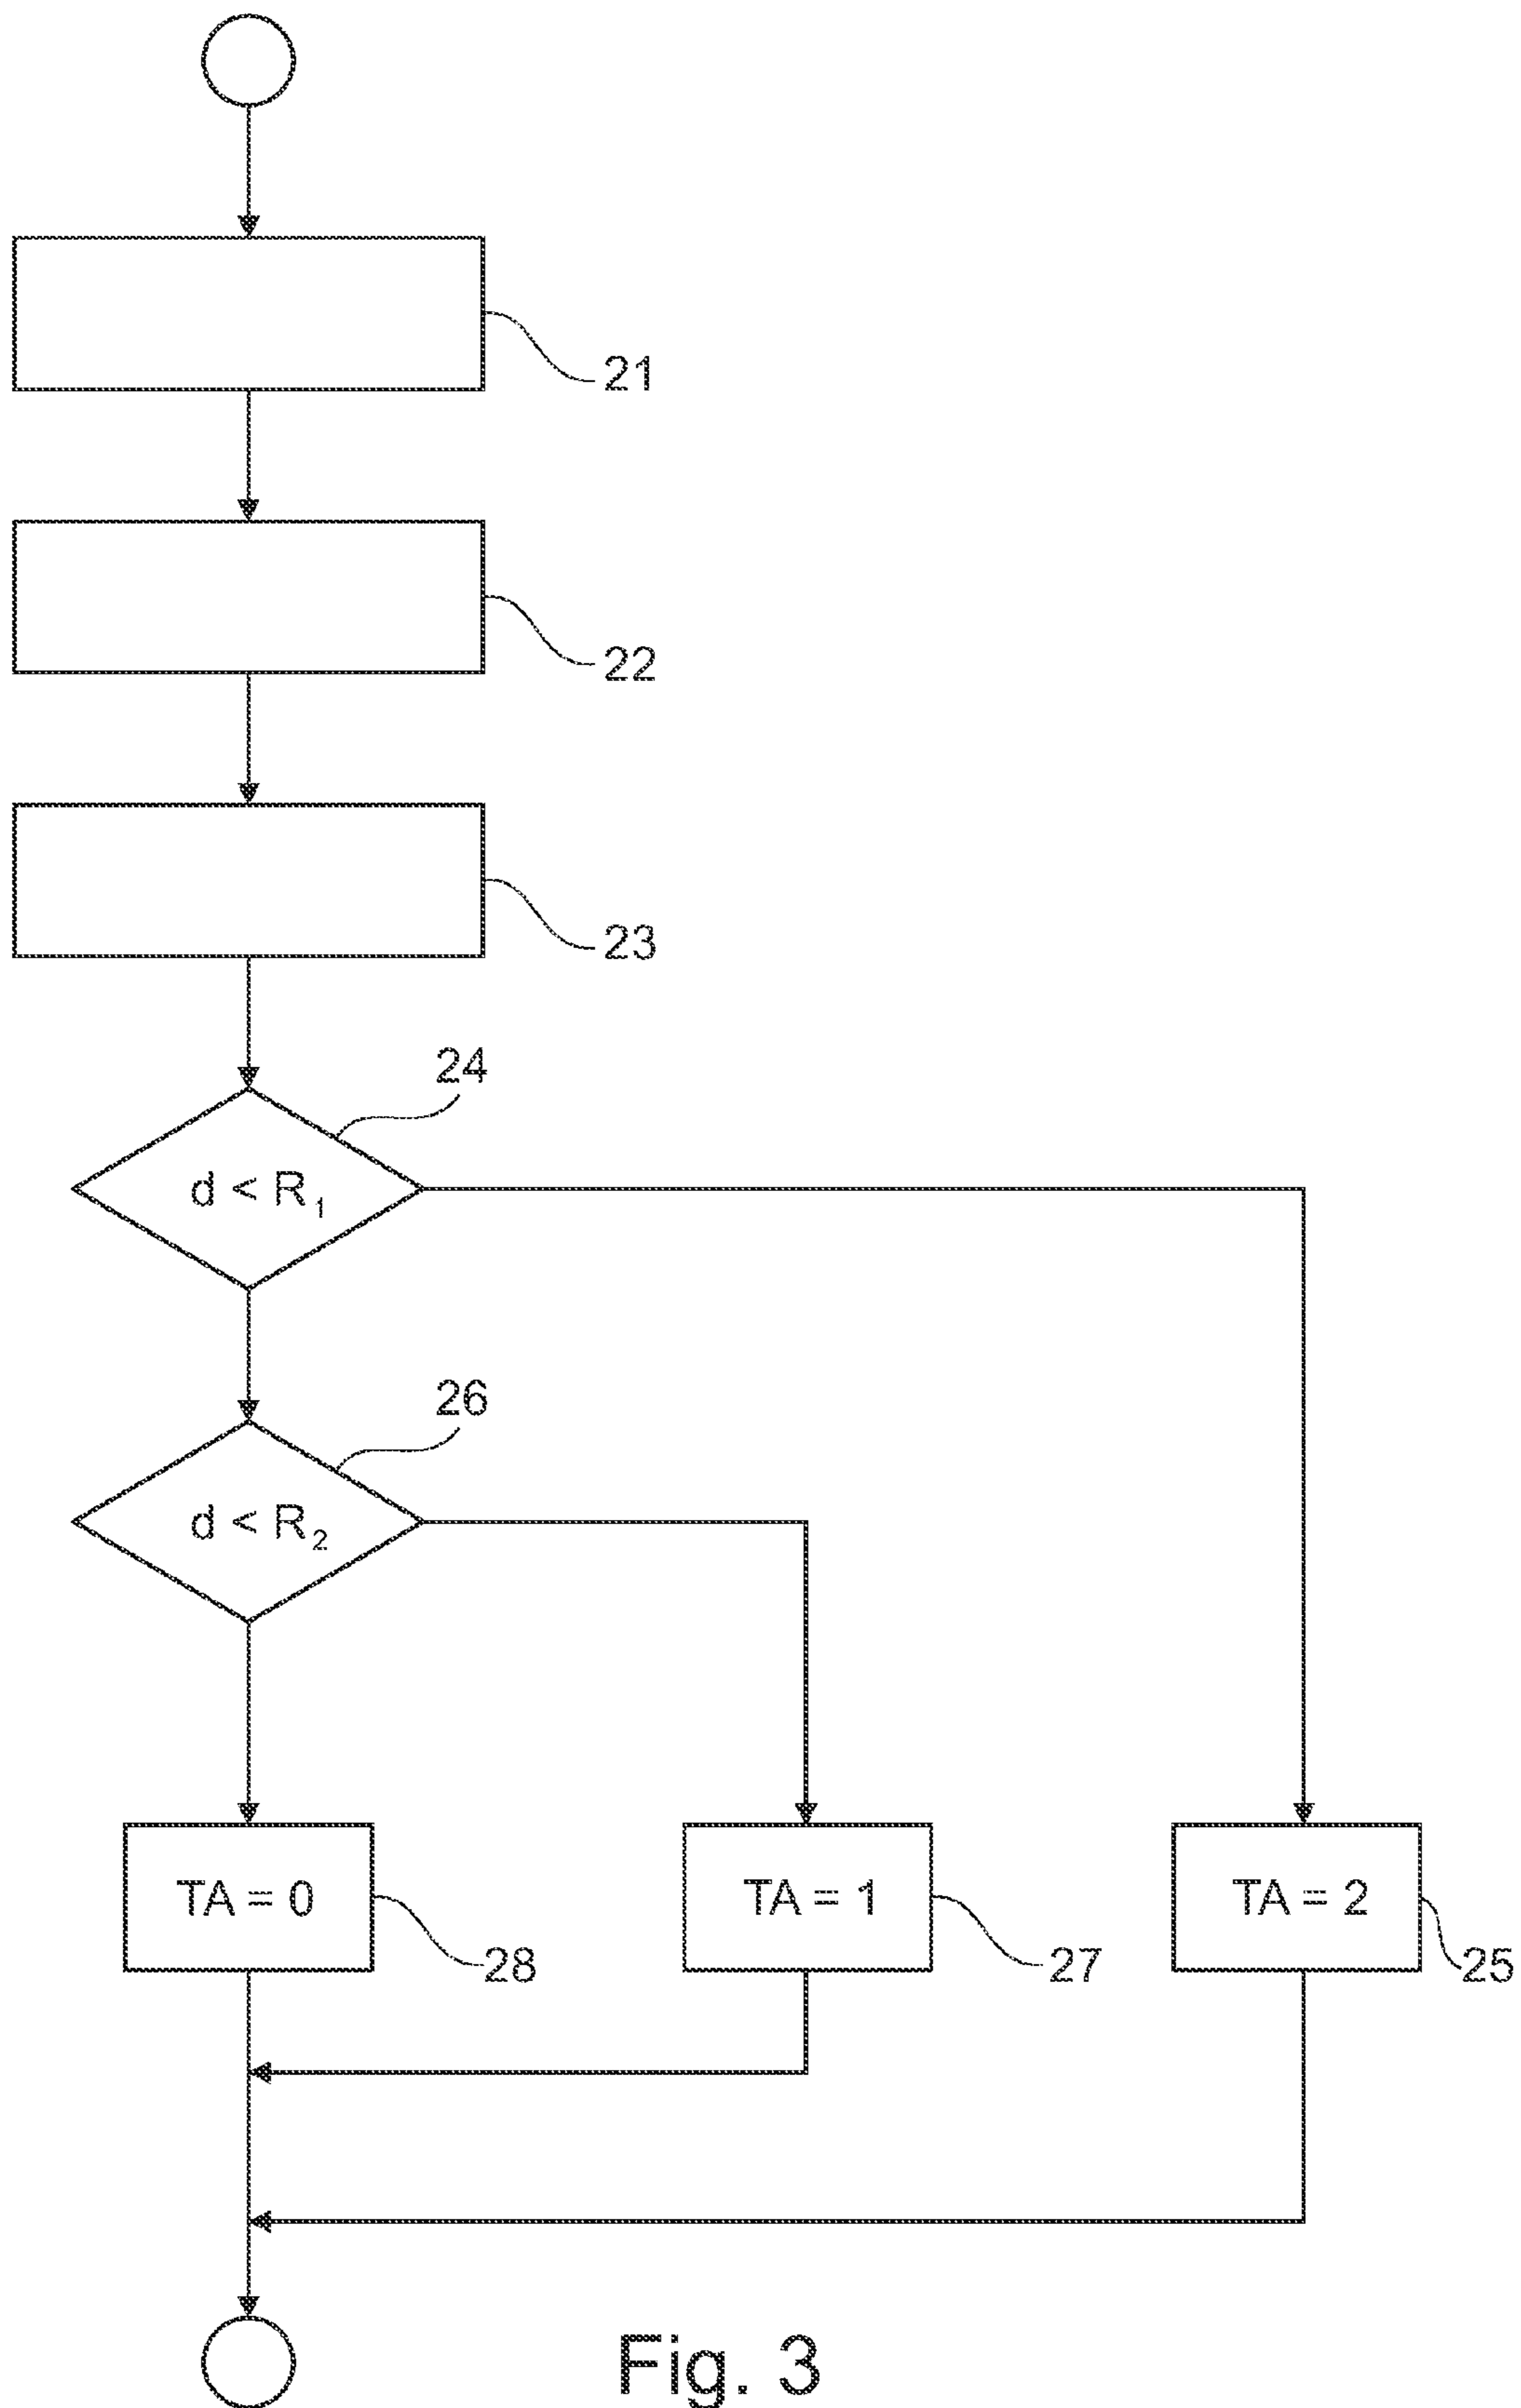 21
22
23
24
d < R₁
26
d < R₂
TA = 0
TA = 1
TA = 2
28
27
25
Fig. 3